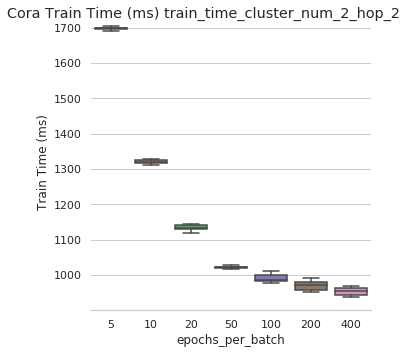 Cora Train Time (ms) train_time_cluster_num_2_hop_2
1700
1600
1500
1400
1300
1200
1100
1000
Train Time (ms)
5 10 20 50 100 200 400
epochs_per_batch